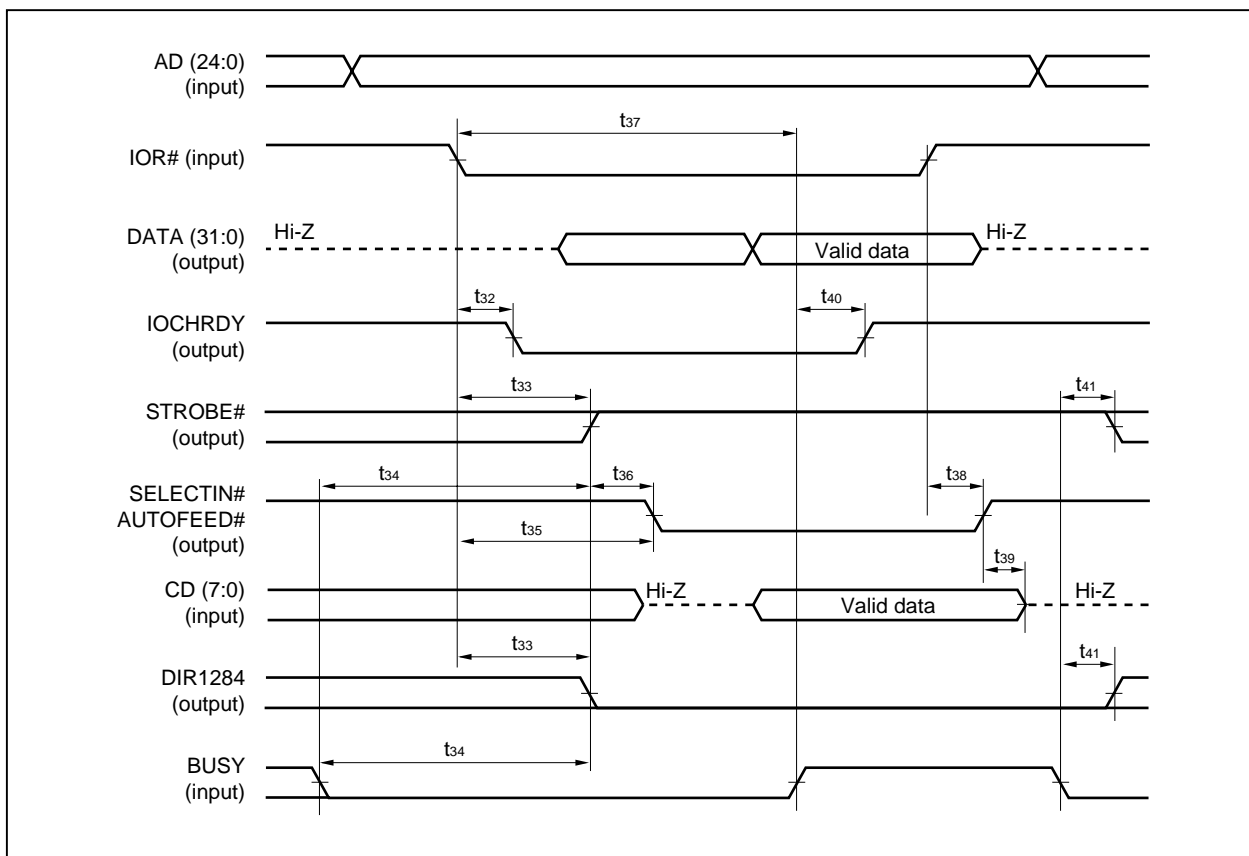 AD (24:0)
(input)
t37
IOR# (input)
DATA (31:0)
(output)
Hi-Z
Valid data
Hi-Z
t32
t40
IOCHRDY
(output)
t33
t41
STROBE#
(output)
t34
t36
t38
SELECTIN#
AUTOFEED#
(output)
t35
t39
CD (7:0)
(input)
Hi-Z
Valid data
Hi-Z
t33
t41
DIR1284
(output)
t34
BUSY
(input)